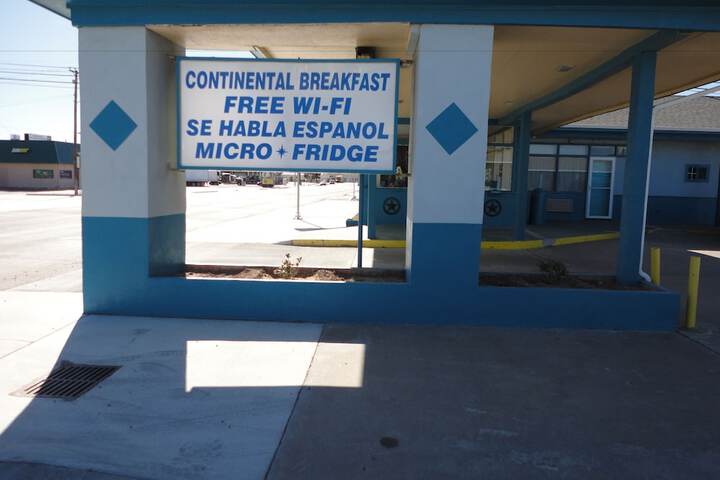 CONTINENTAL BREAKFAST
FREE WI-FI
SE HABLA ESPANOL
MICRO + FRIDGE